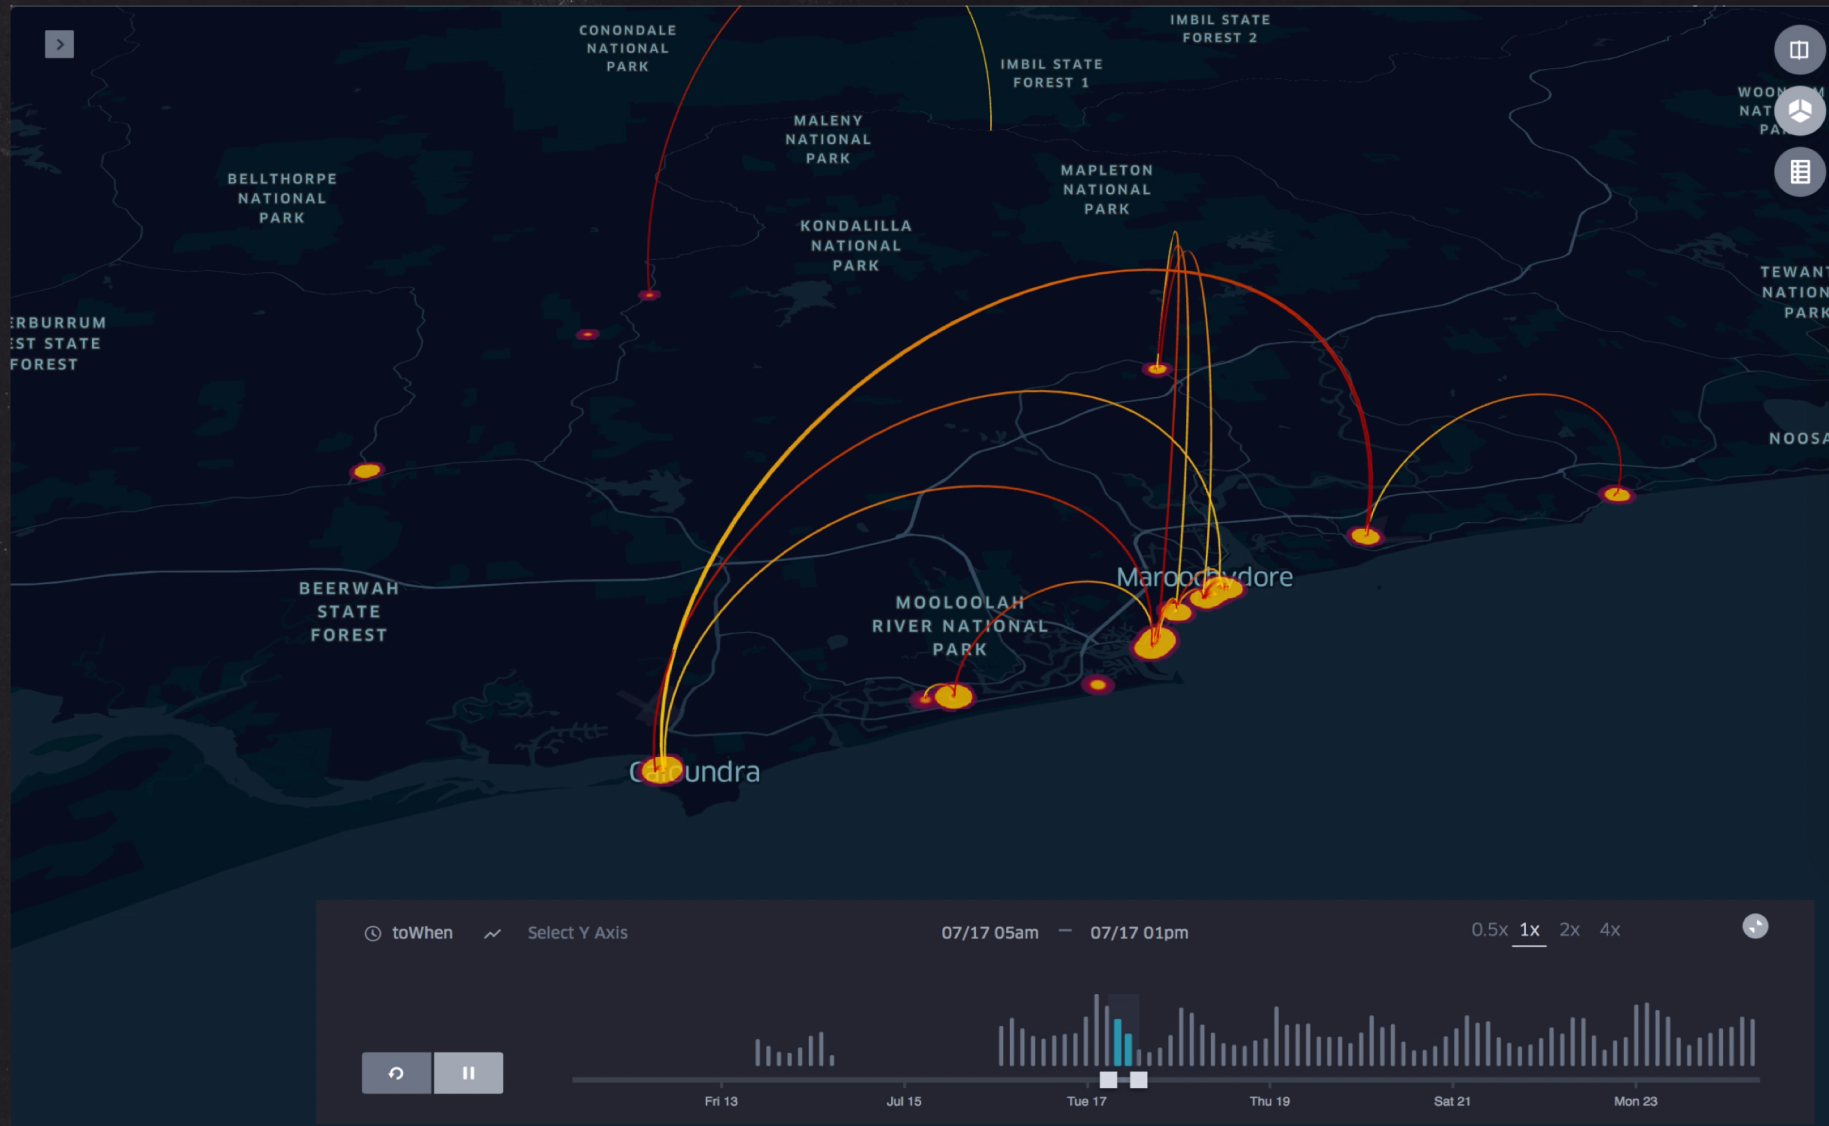 CONONDALE
NATIONAL
PARK
IMBIL STATE
FOREST 2
IMBIL STATE
FOREST 1
MALENY
NATIONAL
PARK
BELLTHORPE
NATIONAL
PARK
MAPLETON
NATIONAL
PARK
KONDALILLA
NATIONAL
PARK
TEWANT
NATION
PARK
ERBURRUM
EST STATE
FOREST
NOOSA
Maroochydore
BEERWAH
STATE
FOREST
MOOLOOLAH
RIVER NATIONAL
PARK
Caloundra
toWhen
Select Y Axis
07/17 05am – 07/17 01pm
0.5x 1x 2x 4x
Fri 13
Jul 15
Tue 17
Thu 19
Sat 21
Mon 23